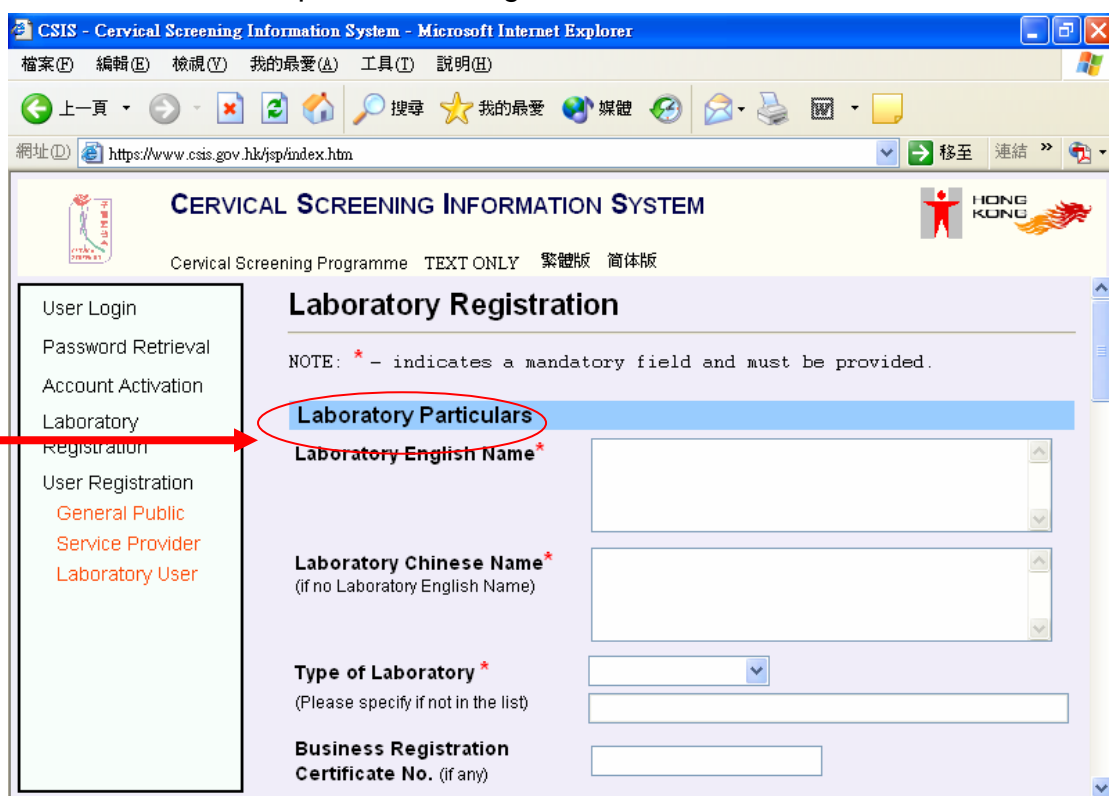 CSIS - Cervical Screening Information System - Microsoft Internet Explorer
檔案(F) 編輯(E) 檢視(V) 我的最愛(A) 工具(T) 說明(H)
上一頁 搜尋 我的最愛 媒體
網址(D) https://www.csis.gov.hk/jsp/index.htm 移至 連結 »
子宮頸檢查
CERVICAL SCREENING INFORMATION SYSTEM
HONG
KONG
Cervical Screening Programme TEXT ONLY 繁體版 简体版
User Login
Password Retrieval
Account Activation
Laboratory
Registration
User Registration
General Public
Service Provider
Laboratory User
Laboratory Registration
NOTE: * - indicates a mandatory field and must be provided.
Laboratory Particulars
Laboratory English Name*
Laboratory Chinese Name*
(if no Laboratory English Name)
Type of Laboratory *
(Please specify if not in the list)
Business Registration
Certificate No. (if any)